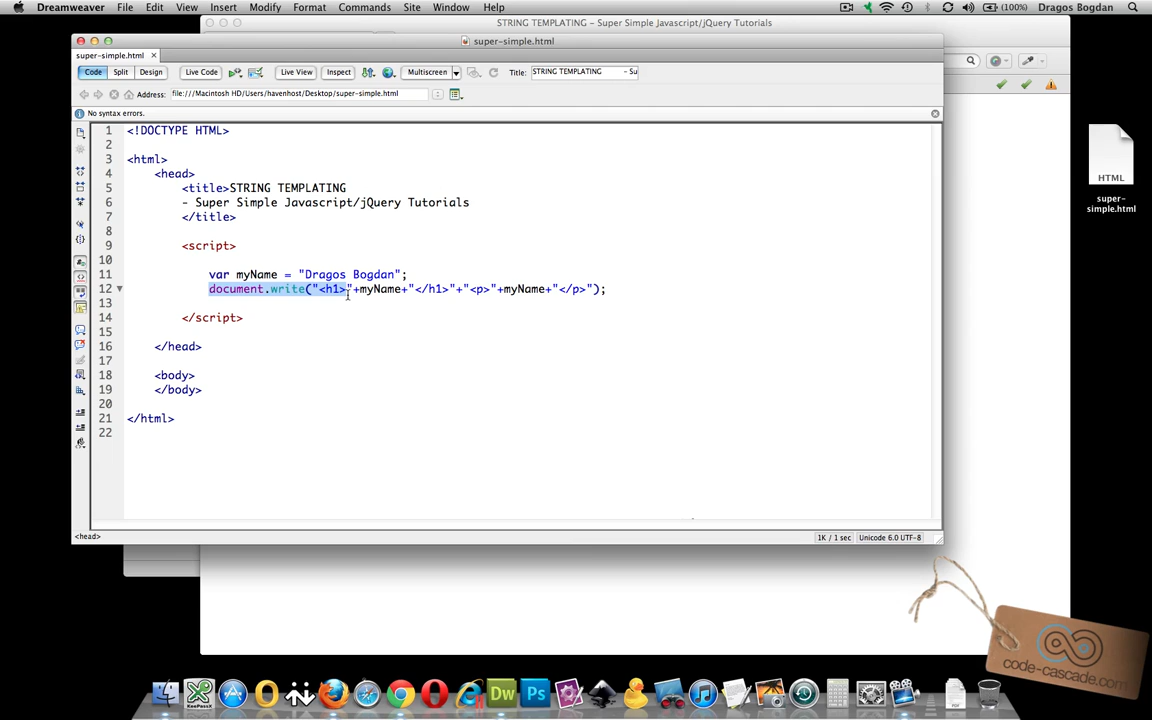 Dreamweaver File Edit View Insert Modify Format Commands Site Window Help (100%) Dragos Bogdan
STRING TEMPLATING - Super Simple Javascript/jQuery Tutorials
super-simple.html
super-simple.html
Code Split Design Live Code Live View Inspect Multiscreen Title: STRING TEMPLATING - Su
Address: file:///Macintosh HD/Users/havenhost/Desktop/super-simple.html
No syntax errors.
1 <!DOCTYPE HTML>
2
3 <html>
4 <head>
5 <title>STRING TEMPLATING
6 - Super Simple Javascript/jQuery Tutorials
7 </title>
8
9 <script>
10
11 var myName = "Dragos Bogdan";
12 document.write("<h1>"+myName+"</h1>"+"<p>"+myName+"</p>");
13
14 </script>
15
16 </head>
17
18 <body>
19 </body>
20
21 </html>
22
<head> 1K / 1 sec Unicode 6.0 UTF-8
HTML
super-simple.html
code-cascade.com
KeePassX
Dw
Ps
PDF